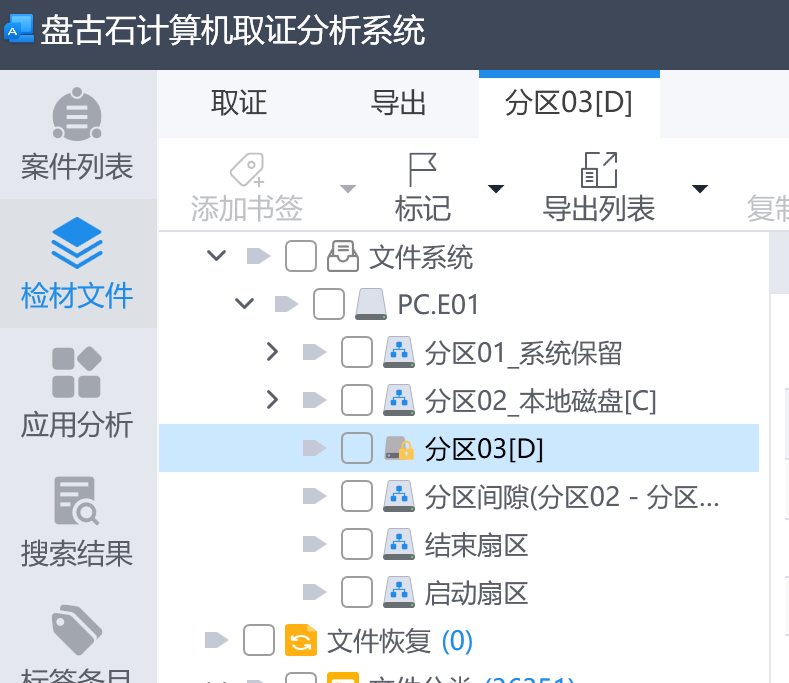 盘古石计算机取证分析系统
取证 导出 分区03[D]
案件列表
添加书签 标记 导出列表
文件系统
检材文件
PC.E01
分区01_系统保留
分区02_本地磁盘[C]
应用分析
分区03[D]
分区间隙(分区02 - 分区...
搜索结果
结束扇区
启动扇区
文件恢复 (0)